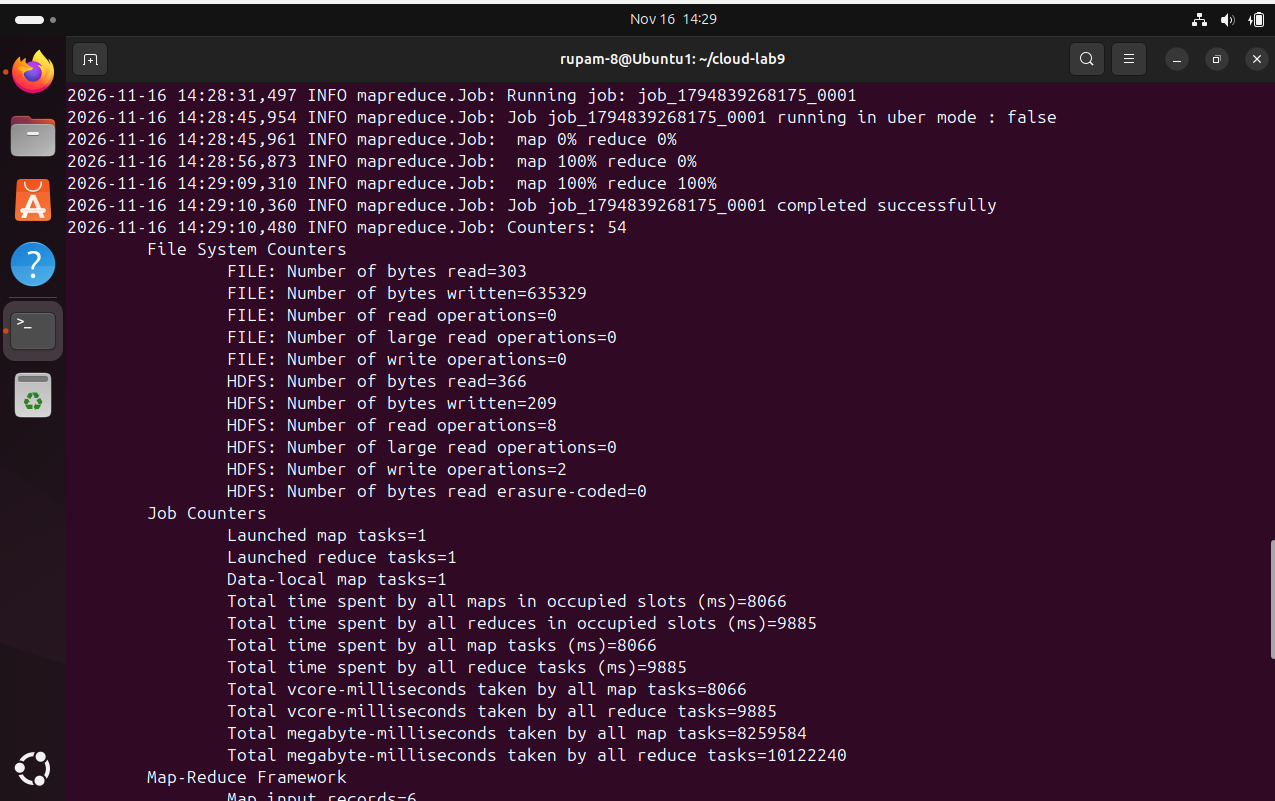 Nov 16 14:29
rupam-8@Ubuntu1: ~/cloud-lab9
2026-11-16 14:28:31,497 INFO mapreduce.Job: Running job: job_1794839268175_0001
2026-11-16 14:28:45,954 INFO mapreduce.Job: Job job_1794839268175_0001 running in uber mode : false
2026-11-16 14:28:45,961 INFO mapreduce.Job:  map 0% reduce 0%
2026-11-16 14:28:56,873 INFO mapreduce.Job:  map 100% reduce 0%
2026-11-16 14:29:09,310 INFO mapreduce.Job:  map 100% reduce 100%
2026-11-16 14:29:10,360 INFO mapreduce.Job: Job job_1794839268175_0001 completed successfully
2026-11-16 14:29:10,480 INFO mapreduce.Job: Counters: 54
File System Counters
FILE: Number of bytes read=303
FILE: Number of bytes written=635329
FILE: Number of read operations=0
FILE: Number of large read operations=0
FILE: Number of write operations=0
HDFS: Number of bytes read=366
HDFS: Number of bytes written=209
HDFS: Number of read operations=8
HDFS: Number of large read operations=0
HDFS: Number of write operations=2
HDFS: Number of bytes read erasure-coded=0
Job Counters
Launched map tasks=1
Launched reduce tasks=1
Data-local map tasks=1
Total time spent by all maps in occupied slots (ms)=8066
Total time spent by all reduces in occupied slots (ms)=9885
Total time spent by all map tasks (ms)=8066
Total time spent by all reduce tasks (ms)=9885
Total vcore-milliseconds taken by all map tasks=8066
Total vcore-milliseconds taken by all reduce tasks=9885
Total megabyte-milliseconds taken by all map tasks=8259584
Total megabyte-milliseconds taken by all reduce tasks=10122240
Map-Reduce Framework
Map input records=6